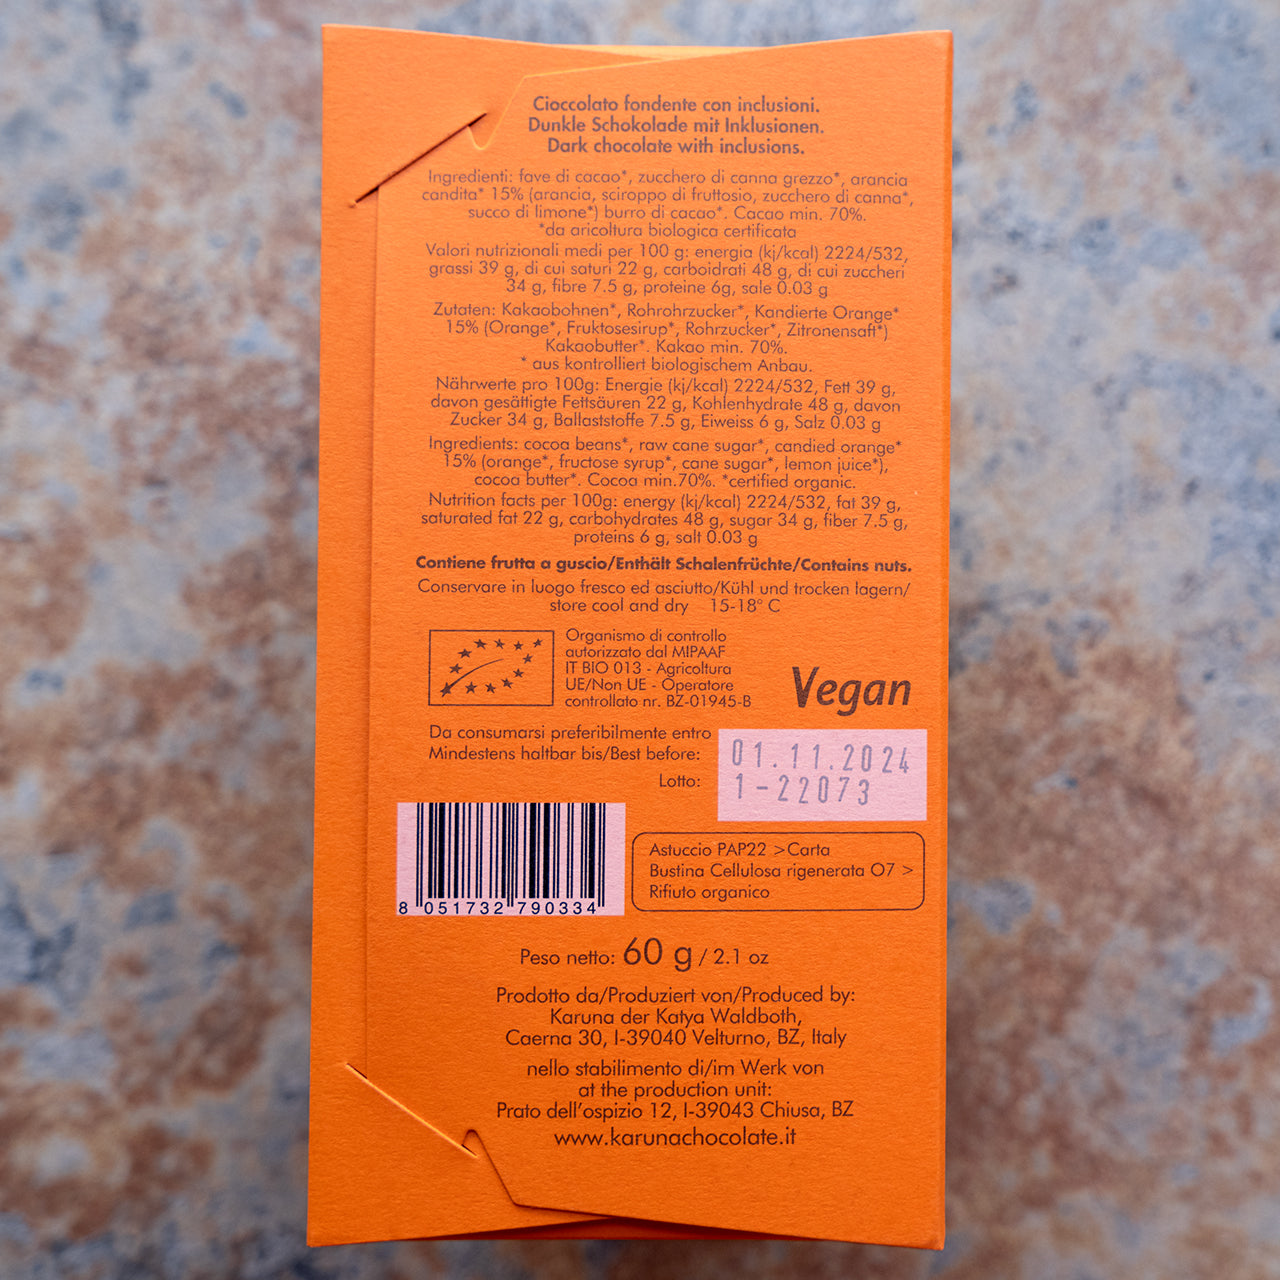 Cioccolato fondente con inclusioni.
Dunkle Schokolade mit Inklusionen.
Dark chocolate with inclusions.
Ingredienti: fave di cacao*, zucchero di canna grezzo*, arancia
candita* 15% (arancia, sciroppo di fruttosio, zucchero di canna*,
succo di limone*) burro di cacao*. Cacao min. 70%.
*da aricoltura biologica certificata
Valori nutrizionali medi per 100 g: energia (kj/kcal) 2224/532,
grassi 39 g, di cui saturi 22 g, carboidrati 48 g, di cui zuccheri
34 g, fibre 7.5 g, proteine 6g, sale 0.03 g
Zutaten: Kakaobohnen*, Rohrohrzucker*, Kandierte Orange*
15% (Orange*, Fruktosesirup*, Rohrzucker*, Zitronensaft*)
Kakaobutter*. Kakao min. 70%.
* aus kontrolliert biologischem Anbau.
Nährwerte pro 100g: Energie (kj/kcal) 2224/532, Fett 39 g,
davon gesättigte Fettsäuren 22 g, Kohlenhydrate 48 g, davon
Zucker 34 g, Ballaststoffe 7.5 g, Eiweiss 6 g, Salz 0.03 g
Ingredients: cocoa beans*, raw cane sugar*, candied orange*
15% (orange*, fructose syrup*, cane sugar*, lemon juice*),
cocoa butter*. Cocoa min.70%. *certified organic.
Nutrition facts per 100g: energy (kj/kcal) 2224/532, fat 39 g,
saturated fat 22 g, carbohydrates 48 g, sugar 34 g, fiber 7.5 g,
proteins 6 g, salt 0.03 g
Contiene frutta a guscio/Enthält Schalenfrüchte/Contains nuts.
Conservare in luogo fresco ed asciutto/Kühl und trocken lagern/
store cool and dry 15-18° C
Organismo di controllo
autorizzato dal MIPAAF
IT BIO 013 - Agricoltura
UE/Non UE - Operatore
controllato nr. BZ-01945-B
Vegan
Da consumarsi preferibilmente entro
Mindestens haltbar bis/Best before:
01.11.2024
Lotto:
1-22073
8 051732 790334
Astuccio PAP22 >Carta
Bustina Cellulosa rigenerata 07 >
Rifiuto organico
Peso netto: 60 g / 2.1 oz
Prodotto da/Produziert von/Produced by:
Karuna der Katya Waldboth,
Caerna 30, I-39040 Velturno, BZ, Italy
nello stabilimento di/im Werk von
at the production unit:
Prato dell'ospizio 12, I-39043 Chiusa, BZ
www.karunachocolate.it